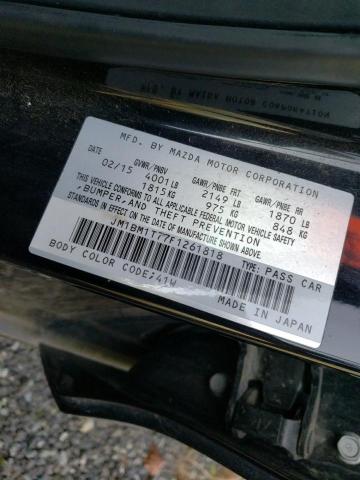 MFD. BY MAZDA MOTOR CORPORATION
02/15 GVWR/PNBV GAWR/PNBE FRT GAWR/PNBE RR
4001 LB 2149 LB 1870 LB
1815 KG 975 KG 848 KG
THIS VEHICLE CONFORMS TO ALL APPLICABLE FEDERAL MOTOR VEHICLE SAFETY
STANDARDS IN EFFECT ON THE DATE OF MANUFACTURE SHOWN ABOVE.
,BUMPER,AND THEFT PREVENTION
JM1BM1T77F1261818 TYPE: PASS CAR
BODY COLOR CODE:41W
MADE IN JAPAN